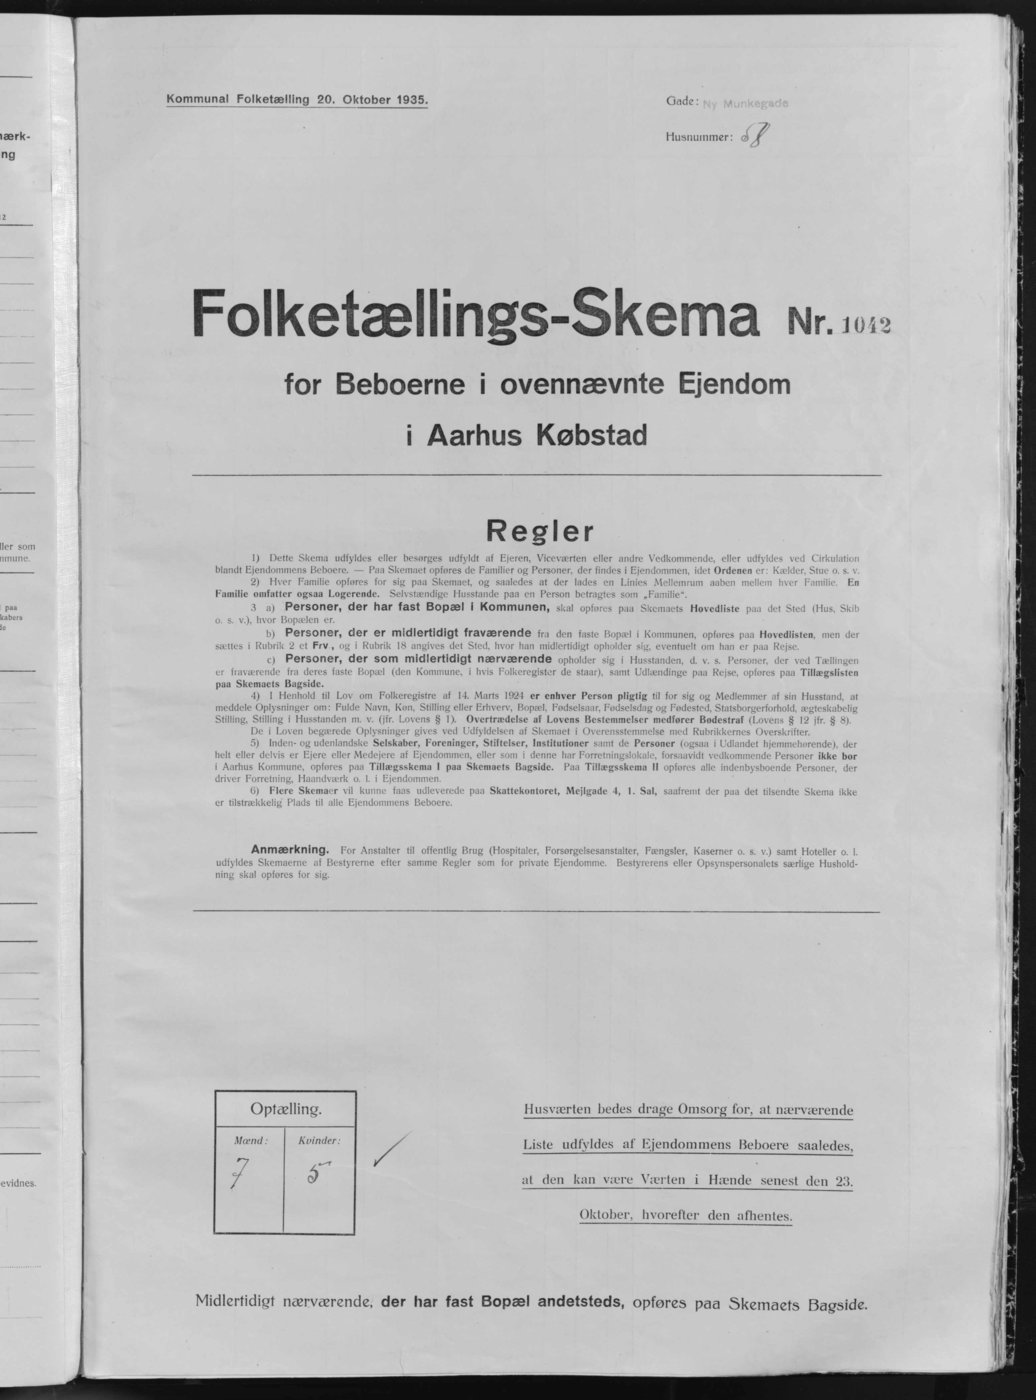 Kommunal Folketælling 20. Oktober 1935.
Gade: Ny Munkegade
Husnummer: 58
Folketællings-Skema Nr. 1042
for Beboerne i ovennævnte Ejendom
i Aarhus Købstad
Regler
1) Dette Skema udfyldes eller besørges udfyldt af Ejeren, Viceværten eller andre Vedkommende, eller udfyldes ved Cirkulation
blandt Ejendommens Beboere. — Paa Skemaet opføres de Familier og Personer, der findes i Ejendommen, idet Ordenen er: Kælder, Stue o. s. v.
2) Hver Familie opføres for sig paa Skemaet, og saaledes at der lades en Linies Mellemrum aaben mellem hver Familie. En
Familie omfatter ogsaa Logerende. Selvstændige Husstande paa en Person betragtes som „Familie".
3 a) Personer, der har fast Bopæl i Kommunen, skal opføres paa Skemaets Hovedliste paa det Sted (Hus, Skib
o. s. v.), hvor Bopælen er.
b) Personer, der er midlertidigt fraværende fra den faste Bopæl i Kommunen, opføres paa Hovedlisten, men der
sættes i Rubrik 2 et Frv., og i Rubrik 18 angives det Sted, hvor han midlertidigt opholder sig, eventuelt om han er paa Rejse.
c) Personer, der som midlertidigt nærværende opholder sig i Husstanden, d. v. s. Personer, der ved Tællingen
er fraværende fra deres faste Bopæl (den Kommune, i hvis Folkeregister de staar), samt Udlændinge paa Rejse, opføres paa Tillægslisten
paa Skemaets Bagside.
4) I Henhold til Lov om Folkeregistre af 14. Marts 1924 er enhver Person pligtig til for sig og Medlemmer af sin Husstand, at
meddele Oplysninger om: Fulde Navn, Køn, Stilling eller Erhverv, Bopæl, Fødselsaar, Fødselsdag og Fødested, Statsborgerforhold, ægteskabelig
Stilling, Stilling i Husstanden m. v. (jfr. Lovens § 1). Overtrædelse af Lovens Bestemmelser medfører Bødestraf (Lovens § 12 jfr. § 8).
De i Loven begærede Oplysninger gives ved Udfyldelsen af Skemaet i Overensstemmelse med Rubrikkernes Overskrifter.
5) Inden- og udenlandske Selskaber, Foreninger, Stiftelser, Institutioner samt de Personer (ogsaa i Udlandet hjemmehørende), der
helt eller delvis er Ejere eller Medejere af Ejendommen, eller som i denne har Forretningslokale, forsaavidt vedkommende Personer ikke bor
i Aarhus Kommune, opføres paa Tillægsskema I paa Skemaets Bagside. Paa Tillægsskema II opføres alle indenbysboende Personer, der
driver Forretning, Haandværk o. l. i Ejendommen.
6) Flere Skemaer vil kunne faas udleverede paa Skattekontoret, Mejlgade 4, 1. Sal, saafremt der paa det tilsendte Skema ikke
er tilstrækkelig Plads til alle Ejendommens Beboere.
Anmærkning. For Anstalter til offentlig Brug (Hospitaler, Forsørgelsesanstalter, Fængsler, Kaserner o. s. v.) samt Hoteller o. l.
udfyldes Skemaerne af Bestyrerne efter samme Regler som for private Ejendomme. Bestyrerens eller Opsynspersonalets særlige Hushold-
ning skal opføres for sig.
Optælling.
Mænd: Kvinder:
7 5
Husværten bedes drage Omsorg for, at nærværende
Liste udfyldes af Ejendommens Beboere saaledes,
at den kan være Værten i Hænde senest den 23.
Oktober, hvorefter den afhentes.
Midlertidigt nærværende, der har fast Bopæl andetsteds, opføres paa Skemaets Bagside.